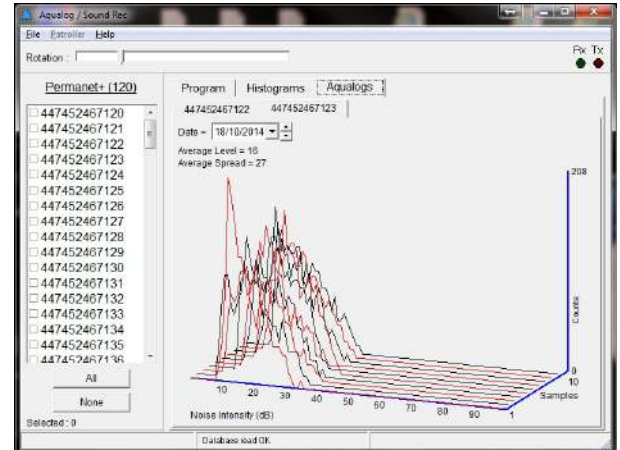 Aqualog / Sound Rec
File Patroller Help
Rotation :
Rx Tx
Permanet+ (120)
447452467120
447452467121
447452467122
447452467123
447452467124
447452467125
447452467126
447452467127
447452467128
447452467129
447452467130
447452467131
447452467132
447452467133
447452467134
447452467135
447452467136
All
None
Selected : 0
Program Histograms Aqualogs
447452467122 447452467123
Date = 18/10/2014
Average Level = 16
Average Spread = 27
208
Counts
0
10
Samples
1
10 20 30 40 50 60 70 80 90
Noise Intensity (dB)
Database read OK